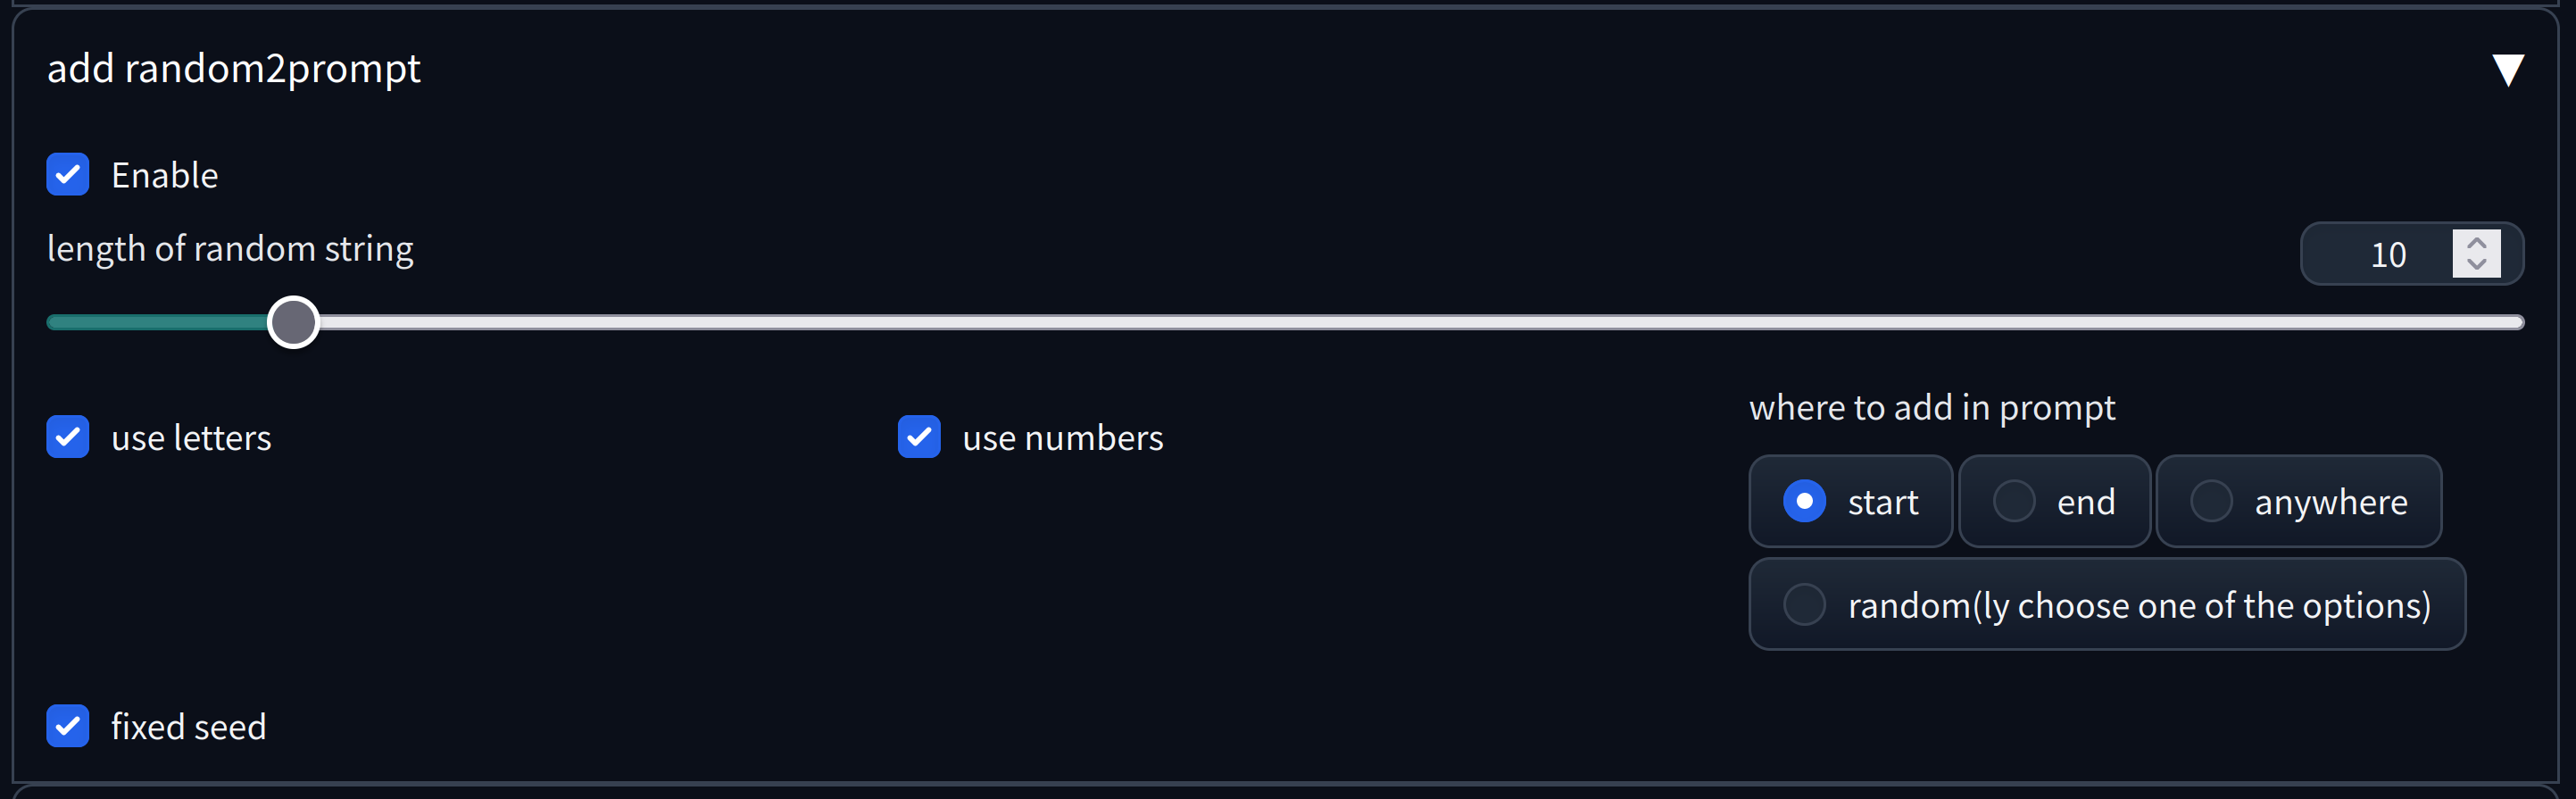 add random2prompt
Enable
length of random string
10
use letters
use numbers
where to add in prompt
start
end
anywhere
random(ly choose one of the options)
fixed seed